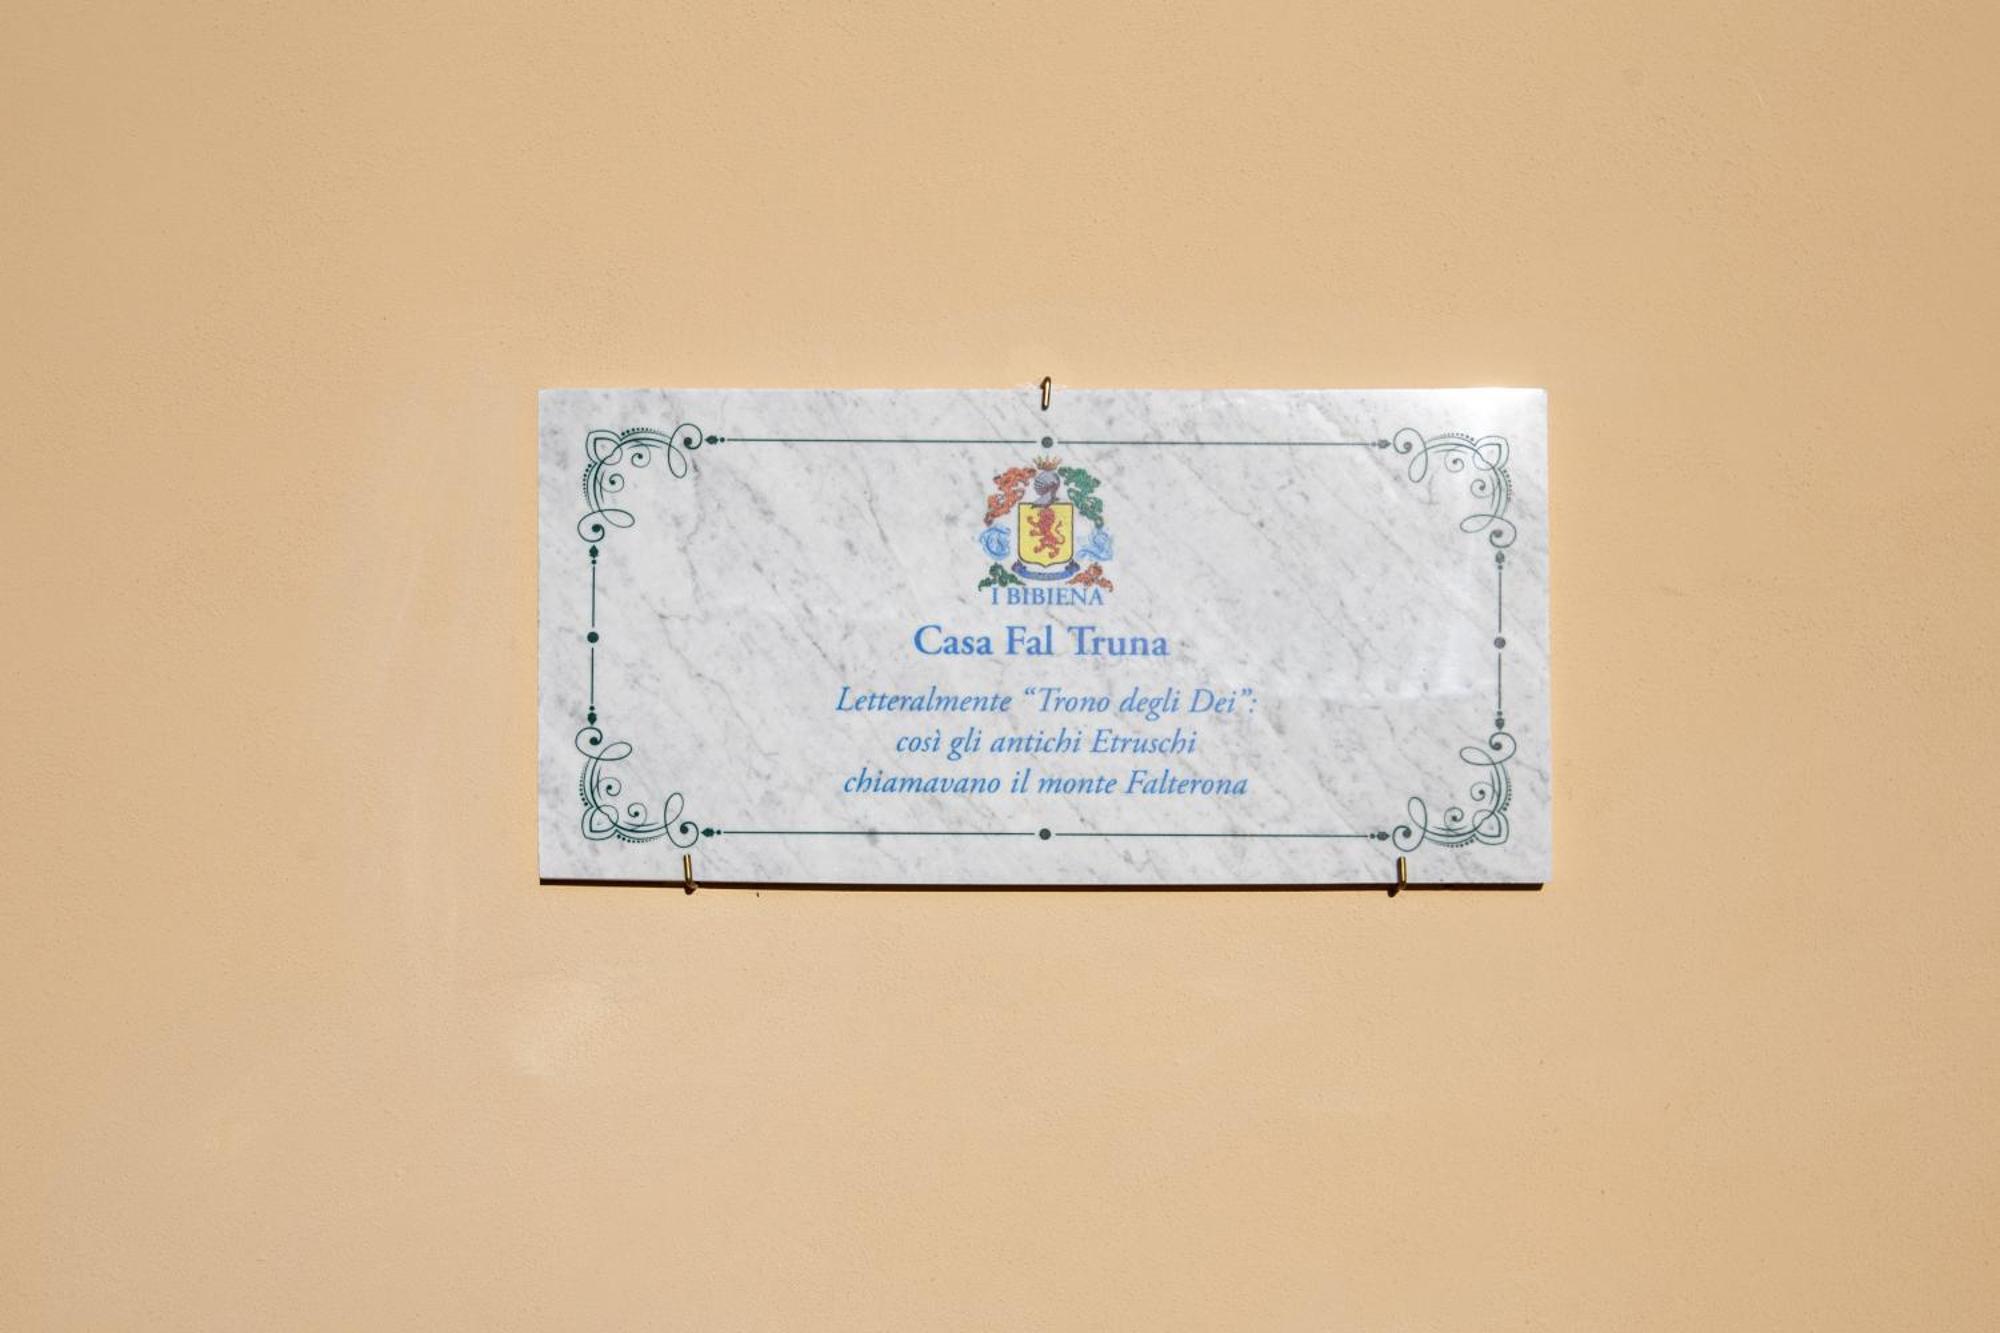 I BIBIENA
Casa Fal Truna
Letteralmente “Trono degli Dei”:
così gli antichi Etruschi
chiamavano il monte Falterona